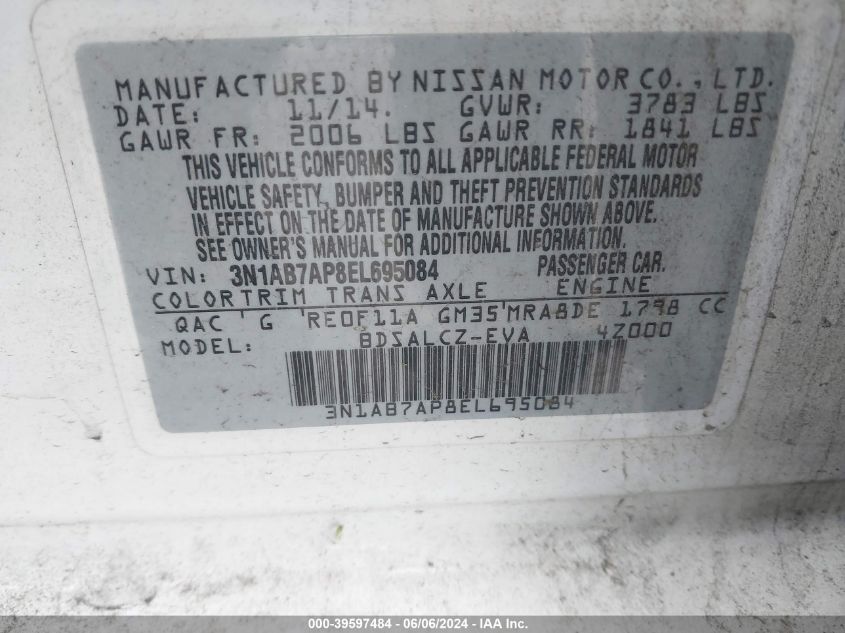 MANUFACTURED BY NISSAN MOTOR CO., LTD.
DATE: 11/14. GVWR: 3783 LBS
GAWR FR: 2006 LBS GAWR RR: 1841 LBS
THIS VEHICLE CONFORMS TO ALL APPLICABLE FEDERAL MOTOR
VEHICLE SAFETY, BUMPER AND THEFT PREVENTION STANDARDS
IN EFFECT ON THE DATE OF MANUFACTURE SHOWN ABOVE.
SEE OWNER'S MANUAL FOR ADDITIONAL INFORMATION.
VIN: 3N1AB7AP8EL695084 PASSENGER CAR.
COLOR TRIM TRANS AXLE ENGINE
QAC G RE0F11A GM35 MRA8DE 1798 CC
MODEL: BDSALCZ-EVA 4Z000
3N1AB7AP8EL695084
000-39597484 - 06/06/2024 - IAA Inc.